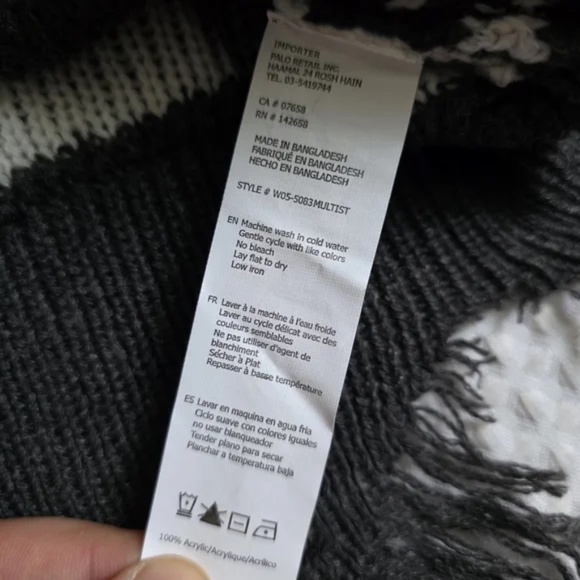 IMPORTER
PALO RETAIL INC
HAAMAL 24 ROSH HAIN
TEL. 03-5419744
CA # 07658
RN # 142658
MADE IN BANGLADESH
FABRIQUÉ EN BANGLADESH
HECHO EN BANGLADESH
STYLE # W05-5083MULTIST
EN Machine wash in cold water
Gentle cycle with like colors
No bleach
Lay flat to dry
Low iron
FR Laver à la machine à l'eau froide
Laver au cycle délicat avec des
couleurs semblables
Ne pas utiliser d'agent de
blanchiment
Sécher à Plat
Repasser à basse température
ES Lavar en maquina en agua fria
Ciclo suave con colores iguales
no usar blanqueador
Tender plano para secar
Planchar a temperatura baja
100% Acrylic/Acrylique/Acrílico